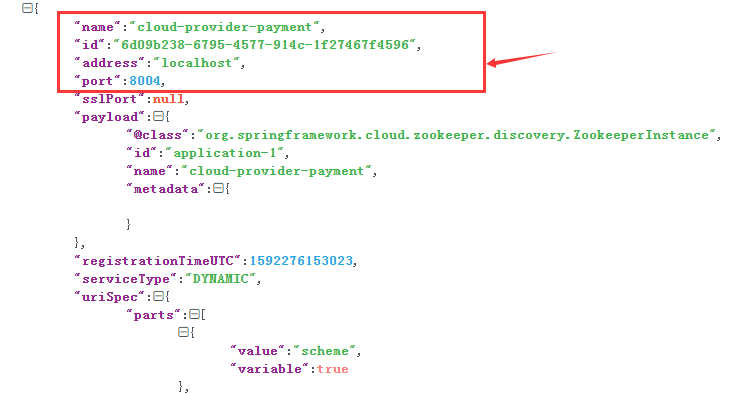 {
"name":"cloud-provider-payment",
"id":"6d09b238-6795-4577-914c-1f27467f4596",
"address":"localhost",
"port":8004,
"sslPort":null,
"payload":{
"@class":"org.springframework.cloud.zookeeper.discovery.ZookeeperInstance",
"id":"application-1",
"name":"cloud-provider-payment",
"metadata":{
}
},
"registrationTimeUTC":1592276153023,
"serviceType":"DYNAMIC",
"uriSpec":{
"parts":[
{
"value":"scheme",
"variable":true
},